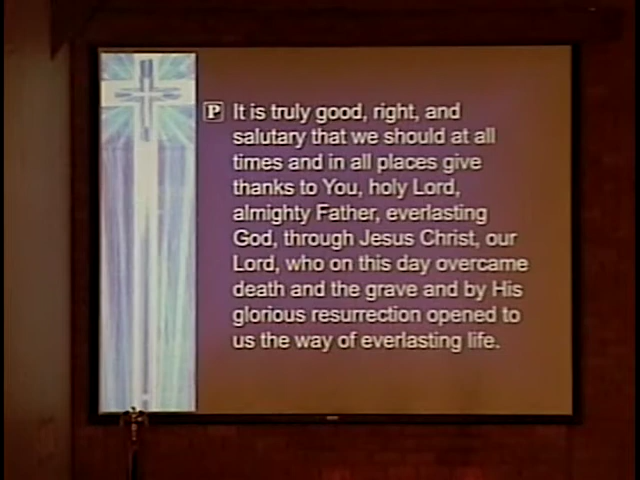 P It is truly good, right, and
salutary that we should at all
times and in all places give
thanks to You, holy Lord,
almighty Father, everlasting
God, through Jesus Christ, our
Lord, who on this day overcame
death and the grave and by His
glorious resurrection opened to
us the way of everlasting life.